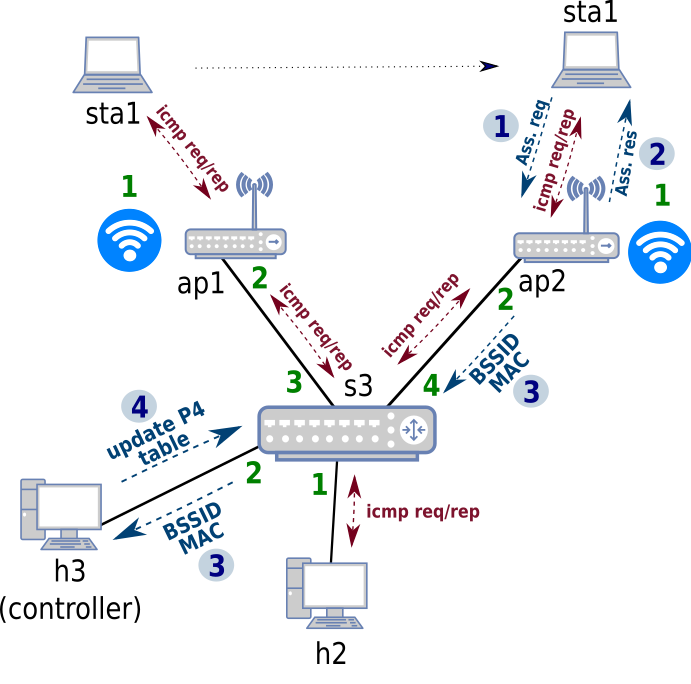 sta1
sta1
icmp req/rep
1
Ass. req
icmp req/rep
Ass. res
2
1
1
ap1
ap2
2
icmp req/rep
icmp req/rep
2
BSSID
MAC
3
3
s3
4
4
update P4
table
2
1
icmp req/rep
BSSID
MAC
3
h3
(controller)
h2